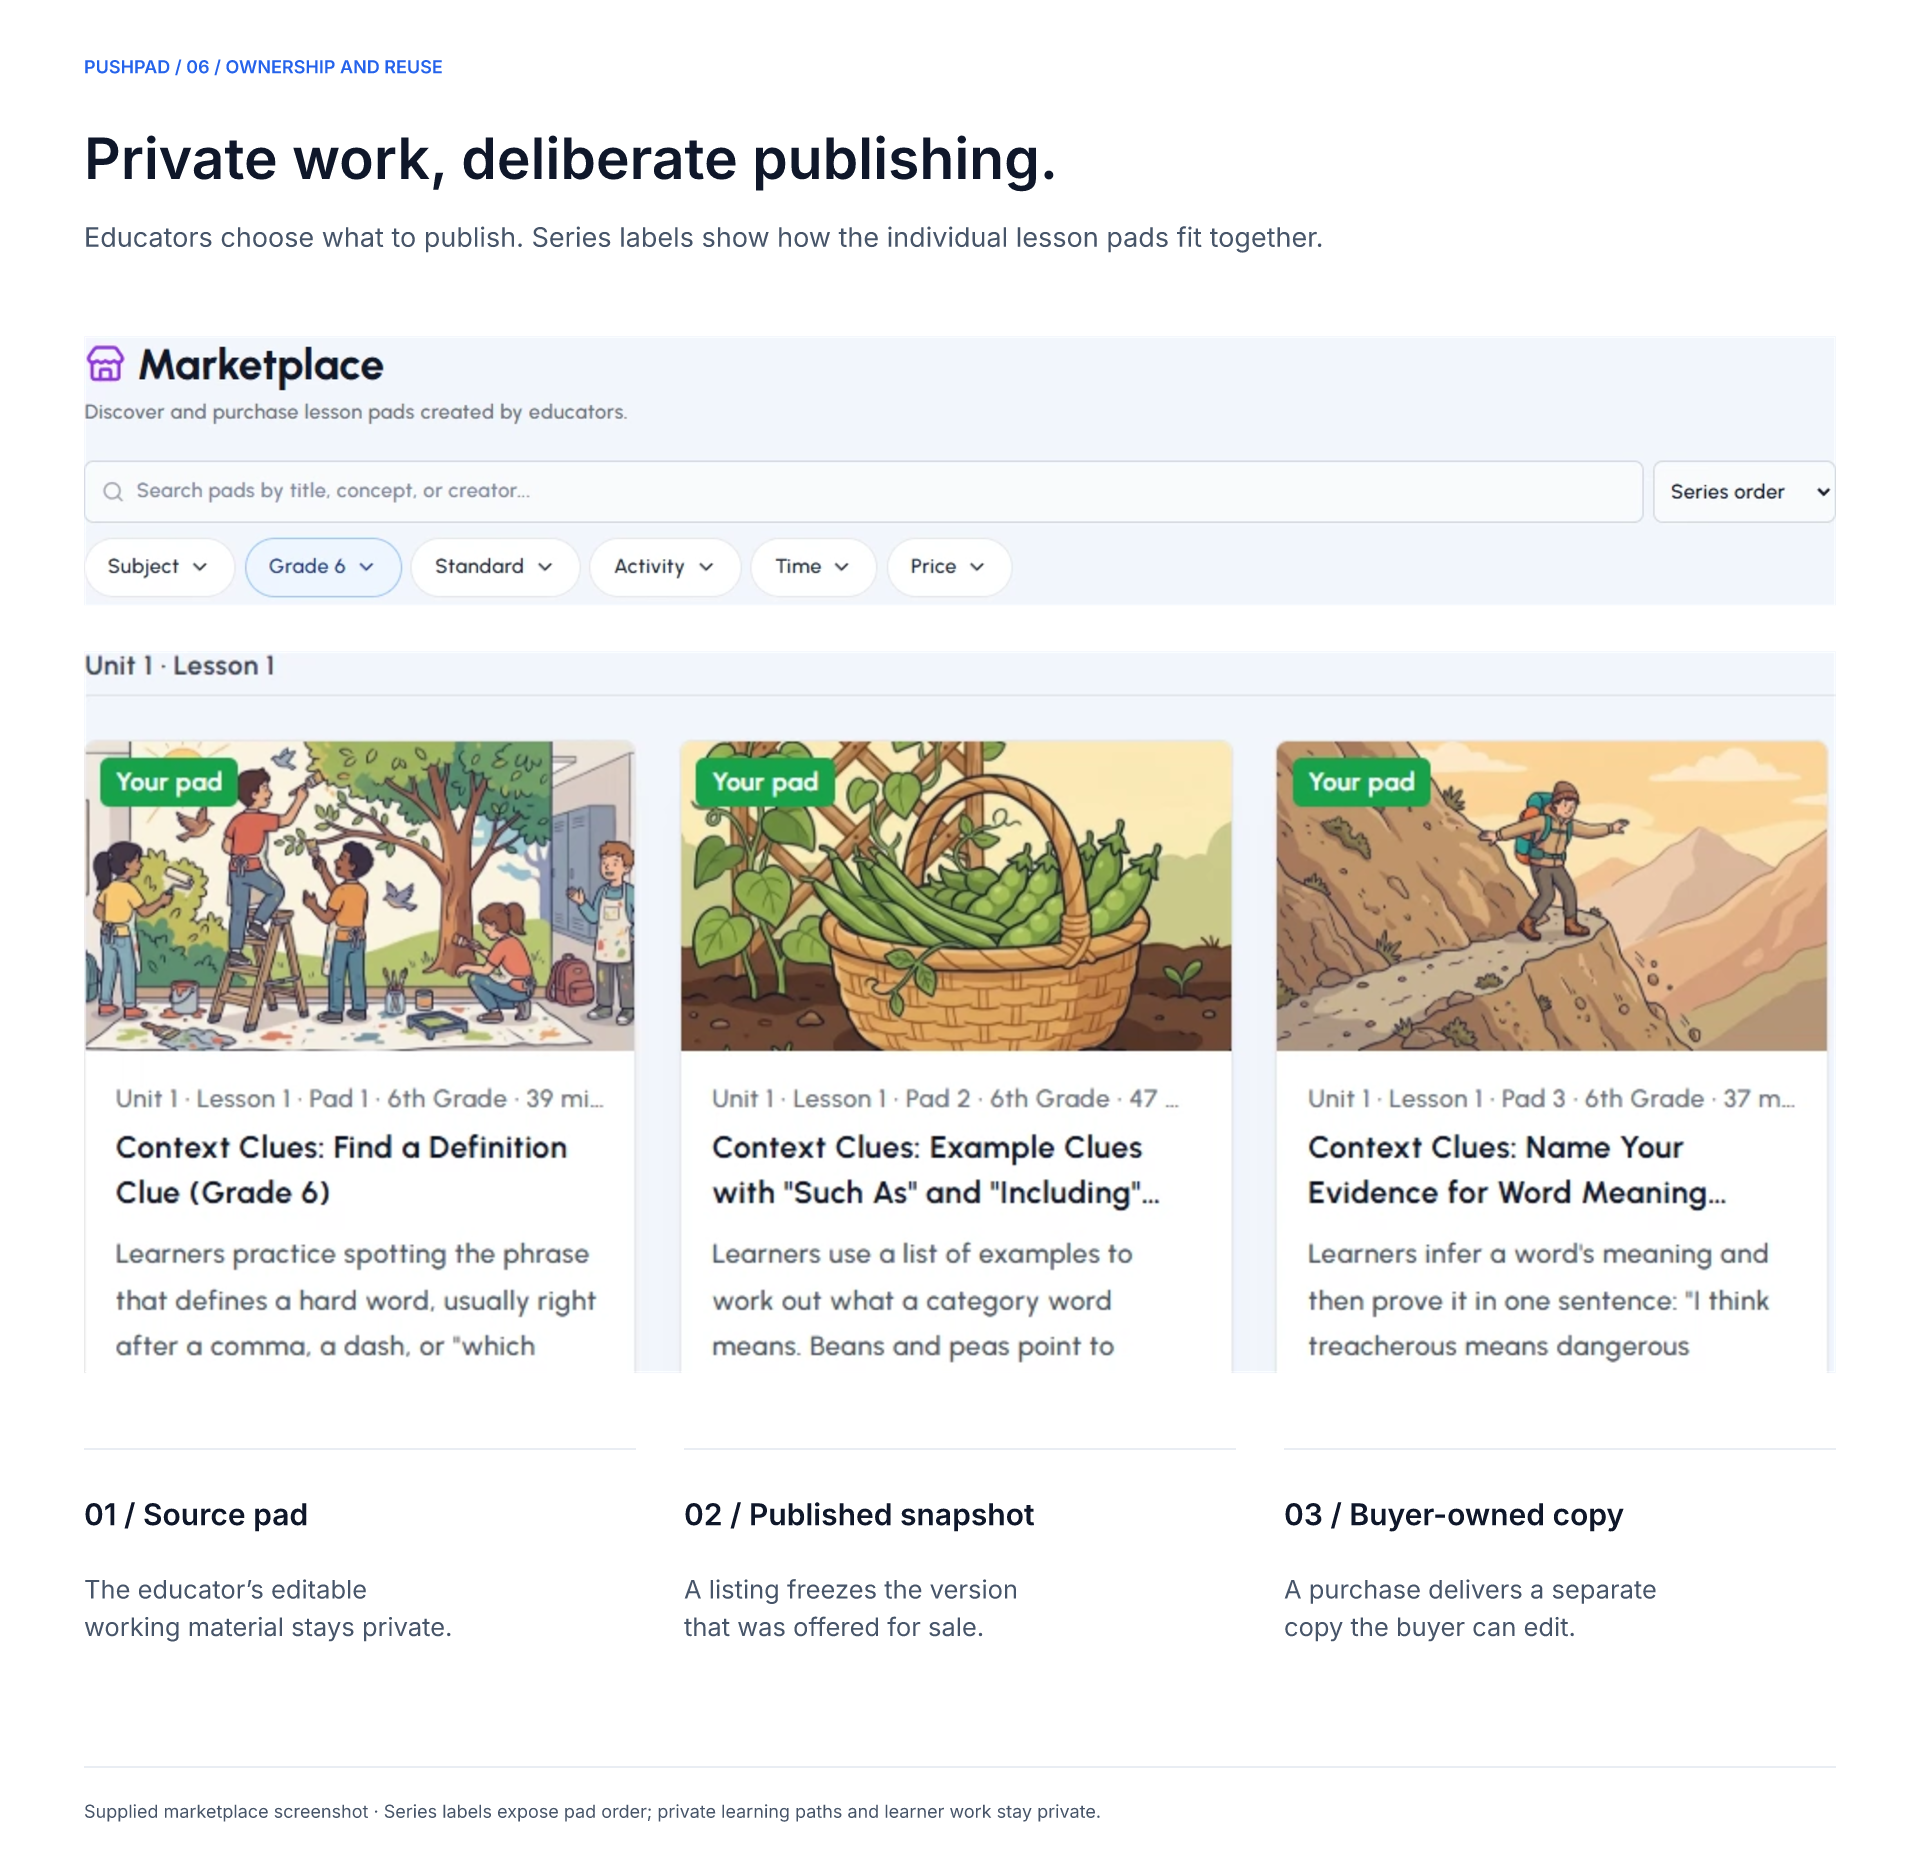 PUSHPAD / 06 / OWNERSHIP AND REUSE
Private work, deliberate publishing.
Educators choose what to publish. Series labels show how the individual lesson pads fit together.
Marketplace
Discover and purchase lesson pads created by educators.
Search pads by title, concept, or creator...
Series order
Subject
Grade 6
Standard
Activity
Time
Price
Unit 1 · Lesson 1
Your pad
Unit 1 · Lesson 1 · Pad 1 · 6th Grade · 39 mi...
Context Clues: Find a Definition
Clue (Grade 6)
Learners practice spotting the phrase
that defines a hard word, usually right
after a comma, a dash, or "which
Your pad
Unit 1 · Lesson 1 · Pad 2 · 6th Grade · 47 ...
Context Clues: Example Clues
with "Such As" and "Including"...
Learners use a list of examples to
work out what a category word
means. Beans and peas point to
Your pad
Unit 1 · Lesson 1 · Pad 3 · 6th Grade · 37 m...
Context Clues: Name Your
Evidence for Word Meaning...
Learners infer a word's meaning and
then prove it in one sentence: "I think
treacherous means dangerous
01 / Source pad
The educator’s editable
working material stays private.
02 / Published snapshot
A listing freezes the version
that was offered for sale.
03 / Buyer-owned copy
A purchase delivers a separate
copy the buyer can edit.
Supplied marketplace screenshot · Series labels expose pad order; private learning paths and learner work stay private.